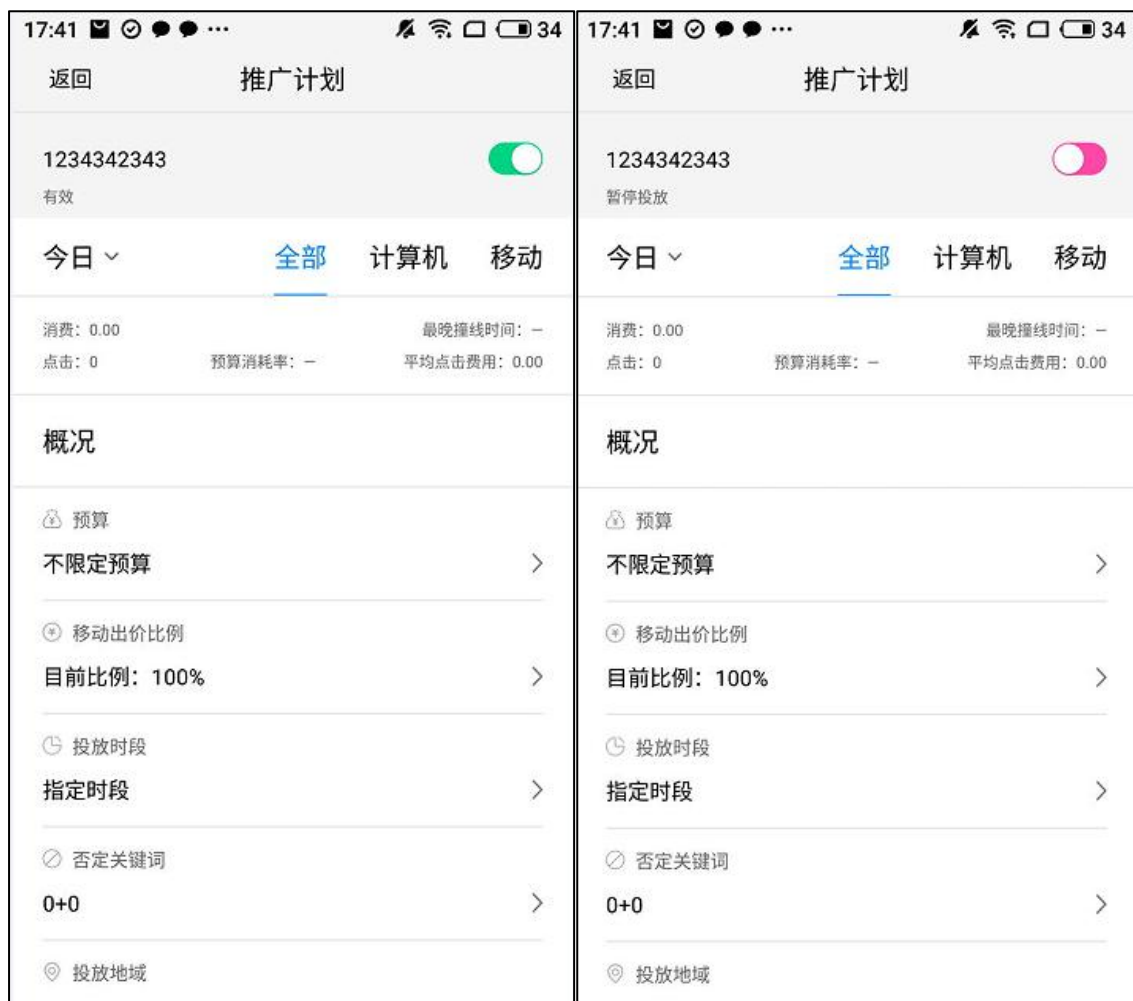 17:41 34
返回 推广计划
1234342343
有效
今日 全部 计算机 移动
消费：0.00 最晚撞线时间：—
点击：0 预算消耗率：— 平均点击费用：0.00
概况
预算
不限定预算
移动出价比例
目前比例：100%
投放时段
指定时段
否定关键词
0+0
投放地域
17:41 34
返回 推广计划
1234342343
暂停投放
今日 全部 计算机 移动
消费：0.00 最晚撞线时间：—
点击：0 预算消耗率：— 平均点击费用：0.00
概况
预算
不限定预算
移动出价比例
目前比例：100%
投放时段
指定时段
否定关键词
0+0
投放地域